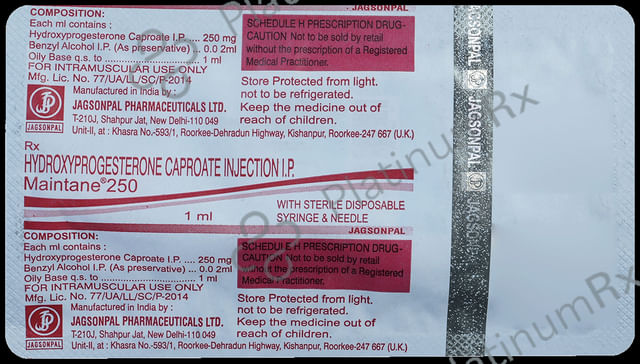 JAGSONPAL
COMPOSITION:
Each ml contains :
Hydroxyprogesterone Caproate I.P. .... 250 mg
Benzyl Alcohol I.P. (As preservative) ... 0.0 2ml
Oily Base q.s. to ................................. 1 ml
FOR INTRAMUSCULAR USE ONLY
Mfg. Lic. No. 77/UA/LL/SC/P-2014
SCHEDULE H PRESCRIPTION DRUG-
CAUTION Not to be sold by retail
without the prescription of a Registered
Medical Practitioner.
Manufactured in India by :
JAGSONPAL PHARMACEUTICALS LTD.
T-210J, Shahpur Jat, New Delhi-110 049
Unit-II, at : Khasra No.-593/1, Roorkee-Dehradun Highway, Kishanpur, Roorkee-247 667 (U.K.)
JAGSONPAL
Store Protected from light.
not to be refrigerated.
Keep the medicine out of
reach of children.
Rx
HYDROXYPROGESTERONE CAPROATE INJECTION I.P.
Maintane®250
1 ml
WITH STERILE DISPOSABLE
SYRINGE & NEEDLE
JAGSONPAL
COMPOSITION:
Each ml contains :
Hydroxyprogesterone Caproate I.P. .... 250 mg
Benzyl Alcohol I.P. (As preservative) ... 0.0 2ml
Oily Base q.s. to ................................. 1 ml
FOR INTRAMUSCULAR USE ONLY
Mfg. Lic. No. 77/UA/LL/SC/P-2014
SCHEDULE H PRESCRIPTION DRUG-
CAUTION Not to be sold by retail
without the prescription of a Registered
Medical Practitioner.
Manufactured in India by :
JAGSONPAL PHARMACEUTICALS LTD.
T-210J, Shahpur Jat, New Delhi-110 049
Unit-II, at : Khasra No.-593/1, Roorkee-Dehradun Highway, Kishanpur, Roorkee-247 667 (U.K.)
JAGSONPAL
Store Protected from light.
not to be refrigerated.
Keep the medicine out of
reach of children.
JAGSONPAL
JAGSONPAL
PlatinumRx
PlatinumRx